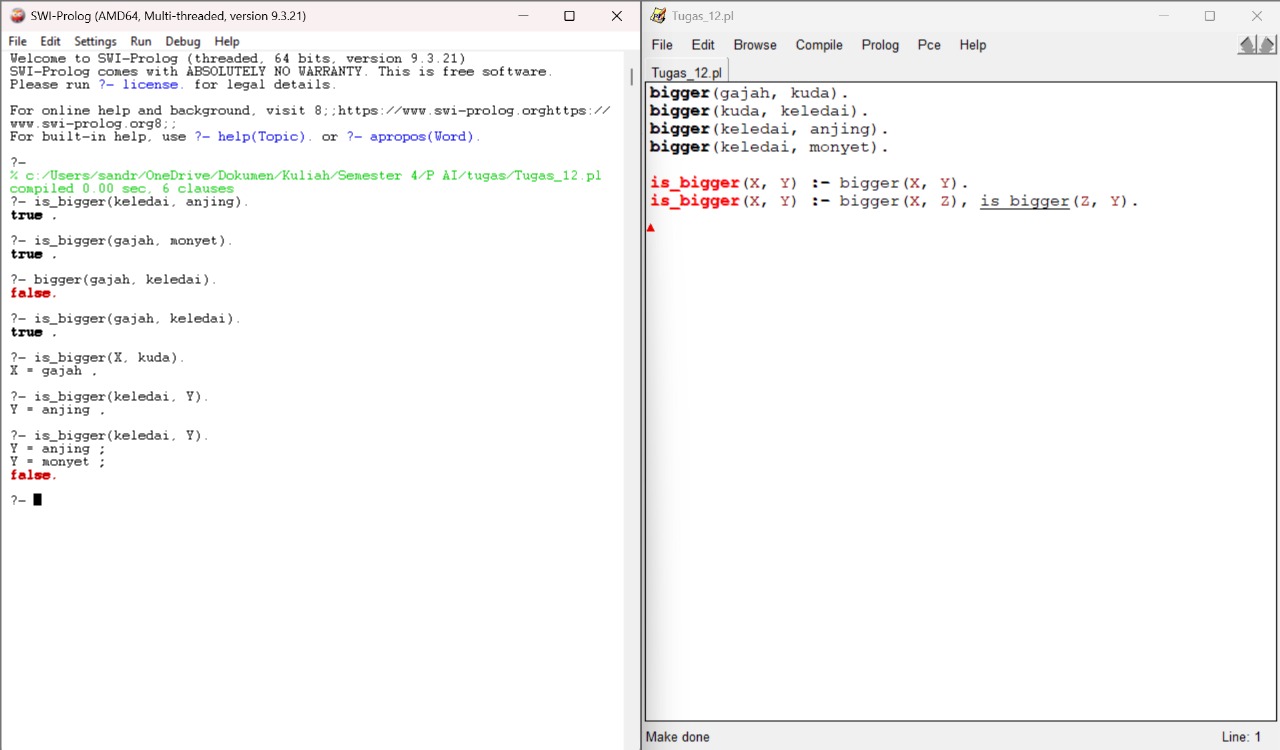 SWI-Prolog (AMD64, Multi-threaded, version 9.3.21)
File Edit Settings Run Debug Help
Welcome to SWI-Prolog (threaded, 64 bits, version 9.3.21)
SWI-Prolog comes with ABSOLUTELY NO WARRANTY. This is free software.
Please run ?- license. for legal details.
For online help and background, visit 8;;https://www.swi-prolog.orghttps://
www.swi-prolog.org8;;
For built-in help, use ?- help(Topic). or ?- apropos(Word).
?-
% c:/Users/sandr/OneDrive/Dokumen/Kuliah/Semester 4/P AI/tugas/Tugas_12.pl
compiled 0.00 sec, 6 clauses
?- is_bigger(keledai, anjing).
true .
?- is_bigger(gajah, monyet).
true .
?- bigger(gajah, keledai).
false.
?- is_bigger(gajah, keledai).
true .
?- is_bigger(X, kuda).
X = gajah .
?- is_bigger(keledai, Y).
Y = anjing .
?- is_bigger(keledai, Y).
Y = anjing ;
Y = monyet ;
false.
?-
Tugas_12.pl
File Edit Browse Compile Prolog Pce Help
Tugas_12.pl
bigger(gajah, kuda).
bigger(kuda, keledai).
bigger(keledai, anjing).
bigger(keledai, monyet).
is_bigger(X, Y) :- bigger(X, Y).
is_bigger(X, Y) :- bigger(X, Z), is_bigger(Z, Y).
Make done
Line: 1